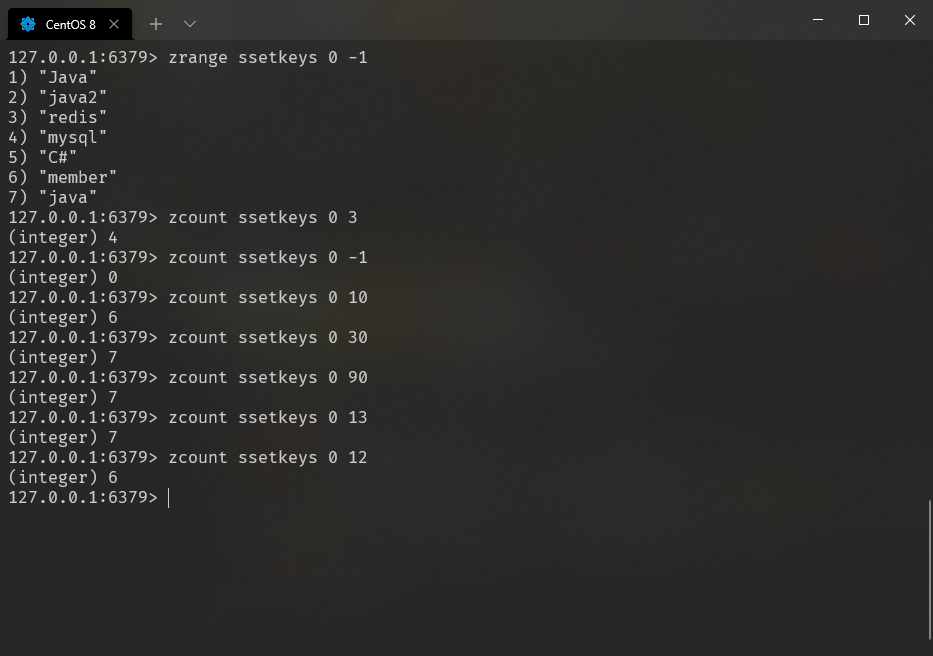 CentOS 8
127.0.0.1:6379> zrange ssetkeys 0 -1
1) "Java"
2) "java2"
3) "redis"
4) "mysql"
5) "C#"
6) "member"
7) "java"
127.0.0.1:6379> zcount ssetkeys 0 3
(integer) 4
127.0.0.1:6379> zcount ssetkeys 0 -1
(integer) 0
127.0.0.1:6379> zcount ssetkeys 0 10
(integer) 6
127.0.0.1:6379> zcount ssetkeys 0 30
(integer) 7
127.0.0.1:6379> zcount ssetkeys 0 90
(integer) 7
127.0.0.1:6379> zcount ssetkeys 0 13
(integer) 7
127.0.0.1:6379> zcount ssetkeys 0 12
(integer) 6
127.0.0.1:6379>